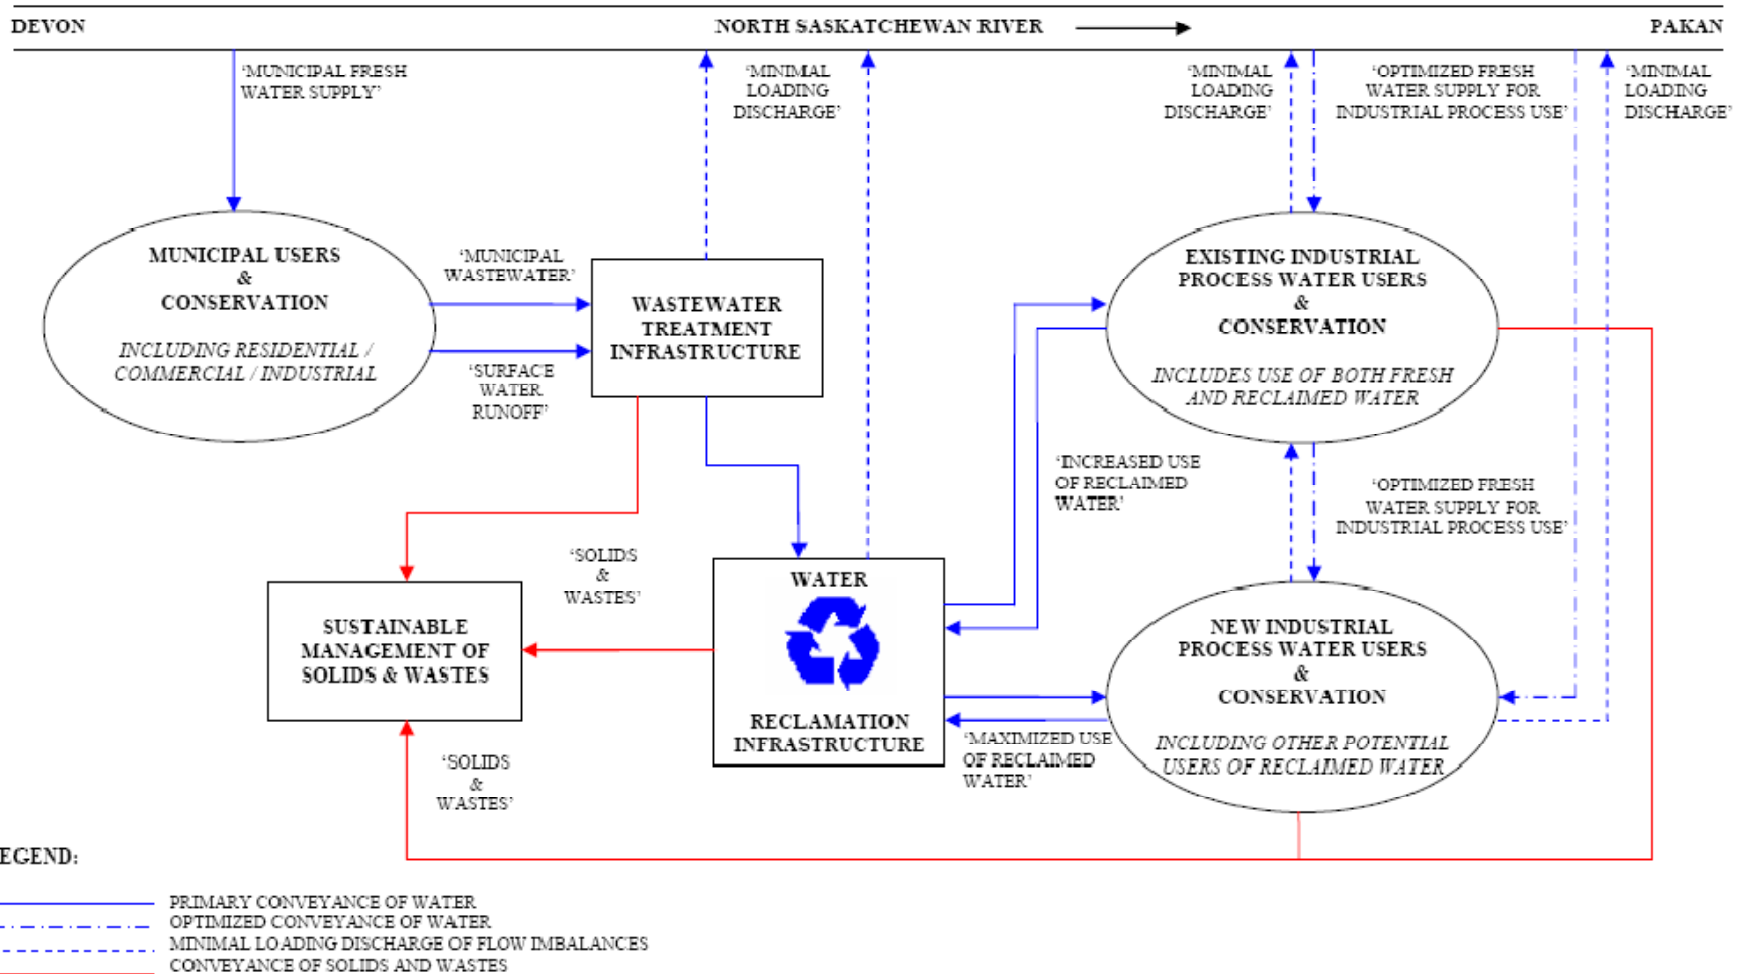 DEVON
NORTH SASKATCHEWAN RIVER
PAKAN
‘MUNICIPAL FRESH
WATER SUPPLY’
‘MINIMAL
LOADING
DISCHARGE’
‘MINIMAL
LOADING
DISCHARGE’
‘OPTIMIZED FRESH
WATER SUPPLY FOR
INDUSTRIAL PROCESS USE’
‘MINIMAL
LOADING
DISCHARGE’
MUNICIPAL USERS
&
CONSERVATION
INCLUDING RESIDENTIAL /
COMMERCIAL / INDUSTRIAL
‘MUNICIPAL
WASTEWATER’
‘SURFACE
WATER
RUNOFF’
WASTEWATER
TREATMENT
INFRASTRUCTURE
EXISTING INDUSTRIAL
PROCESS WATER USERS
&
CONSERVATION
INCLUDES USE OF BOTH FRESH
AND RECLAIMED WATER
‘INCREASED USE
OF RECLAIMED
WATER’
‘OPTIMIZED FRESH
WATER SUPPLY FOR
INDUSTRIAL PROCESS USE’
‘SOLIDS
&
WASTES’
SUSTAINABLE
MANAGEMENT OF
SOLIDS & WASTES
WATER
RECLAMATION
INFRASTRUCTURE
NEW INDUSTRIAL
PROCESS WATER USERS
&
CONSERVATION
INCLUDING OTHER POTENTIAL
USERS OF RECLAIMED WATER
‘MAXIMIZED USE
OF RECLAIMED
WATER’
‘SOLIDS
&
WASTES’
EGEND:
PRIMARY CONVEYANCE OF WATER
OPTIMIZED CONVEYANCE OF WATER
MINIMAL LOADING DISCHARGE OF FLOW IMBALANCES
CONVEYANCE OF SOLIDS AND WASTES